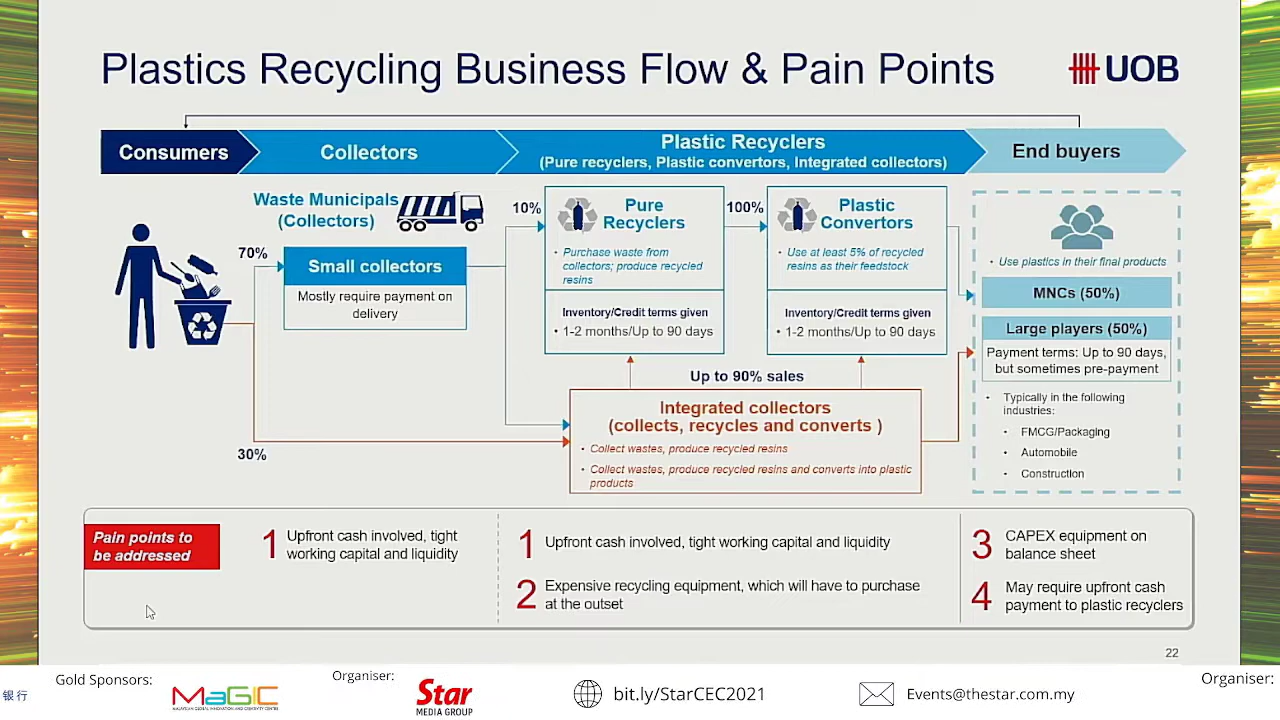 Plastics Recycling Business Flow & Pain Points
UOB
Consumers
Collectors
Plastic Recyclers
(Pure recyclers, Plastic convertors, Integrated collectors)
End buyers
Waste Municipals
(Collectors)
70%
Small collectors
Mostly require payment on
delivery
30%
10%
Pure
Recyclers
• Purchase waste from
collectors; produce recycled
resins
Inventory/Credit terms given
• 1-2 months/Up to 90 days
100%
Plastic
Convertors
• Use at least 5% of recycled
resins as their feedstock
Inventory/Credit terms given
• 1-2 months/Up to 90 days
Up to 90% sales
Integrated collectors
(collects, recycles and converts )
• Collect wastes, produce recycled resins
• Collect wastes, produce recycled resins and converts into plastic
products
• Use plastics in their final products
MNCs (50%)
Large players (50%)
Payment terms: Up to 90 days,
but sometimes pre-payment
• Typically in the following
industries:
• FMCG/Packaging
• Automobile
• Construction
Pain points to
be addressed
1 Upfront cash involved, tight
working capital and liquidity
1 Upfront cash involved, tight working capital and liquidity
2 Expensive recycling equipment, which will have to purchase
at the outset
3 CAPEX equipment on
balance sheet
4 May require upfront cash
payment to plastic recyclers
22
银行
Gold Sponsors:
MaGIC
MALAYSIAN GLOBAL INNOVATION AND CREATIVITY CENTRE
Organiser:
Star
MEDIA GROUP
bit.ly/StarCEC2021
Events@thestar.com.my
Organiser: